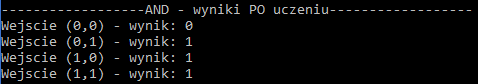 ------------------AND - wyniki PO uczeniu------------------
Wejscie (0,0) - wynik: 0
Wejscie (0,1) - wynik: 1
Wejscie (1,0) - wynik: 1
Wejscie (1,1) - wynik: 1